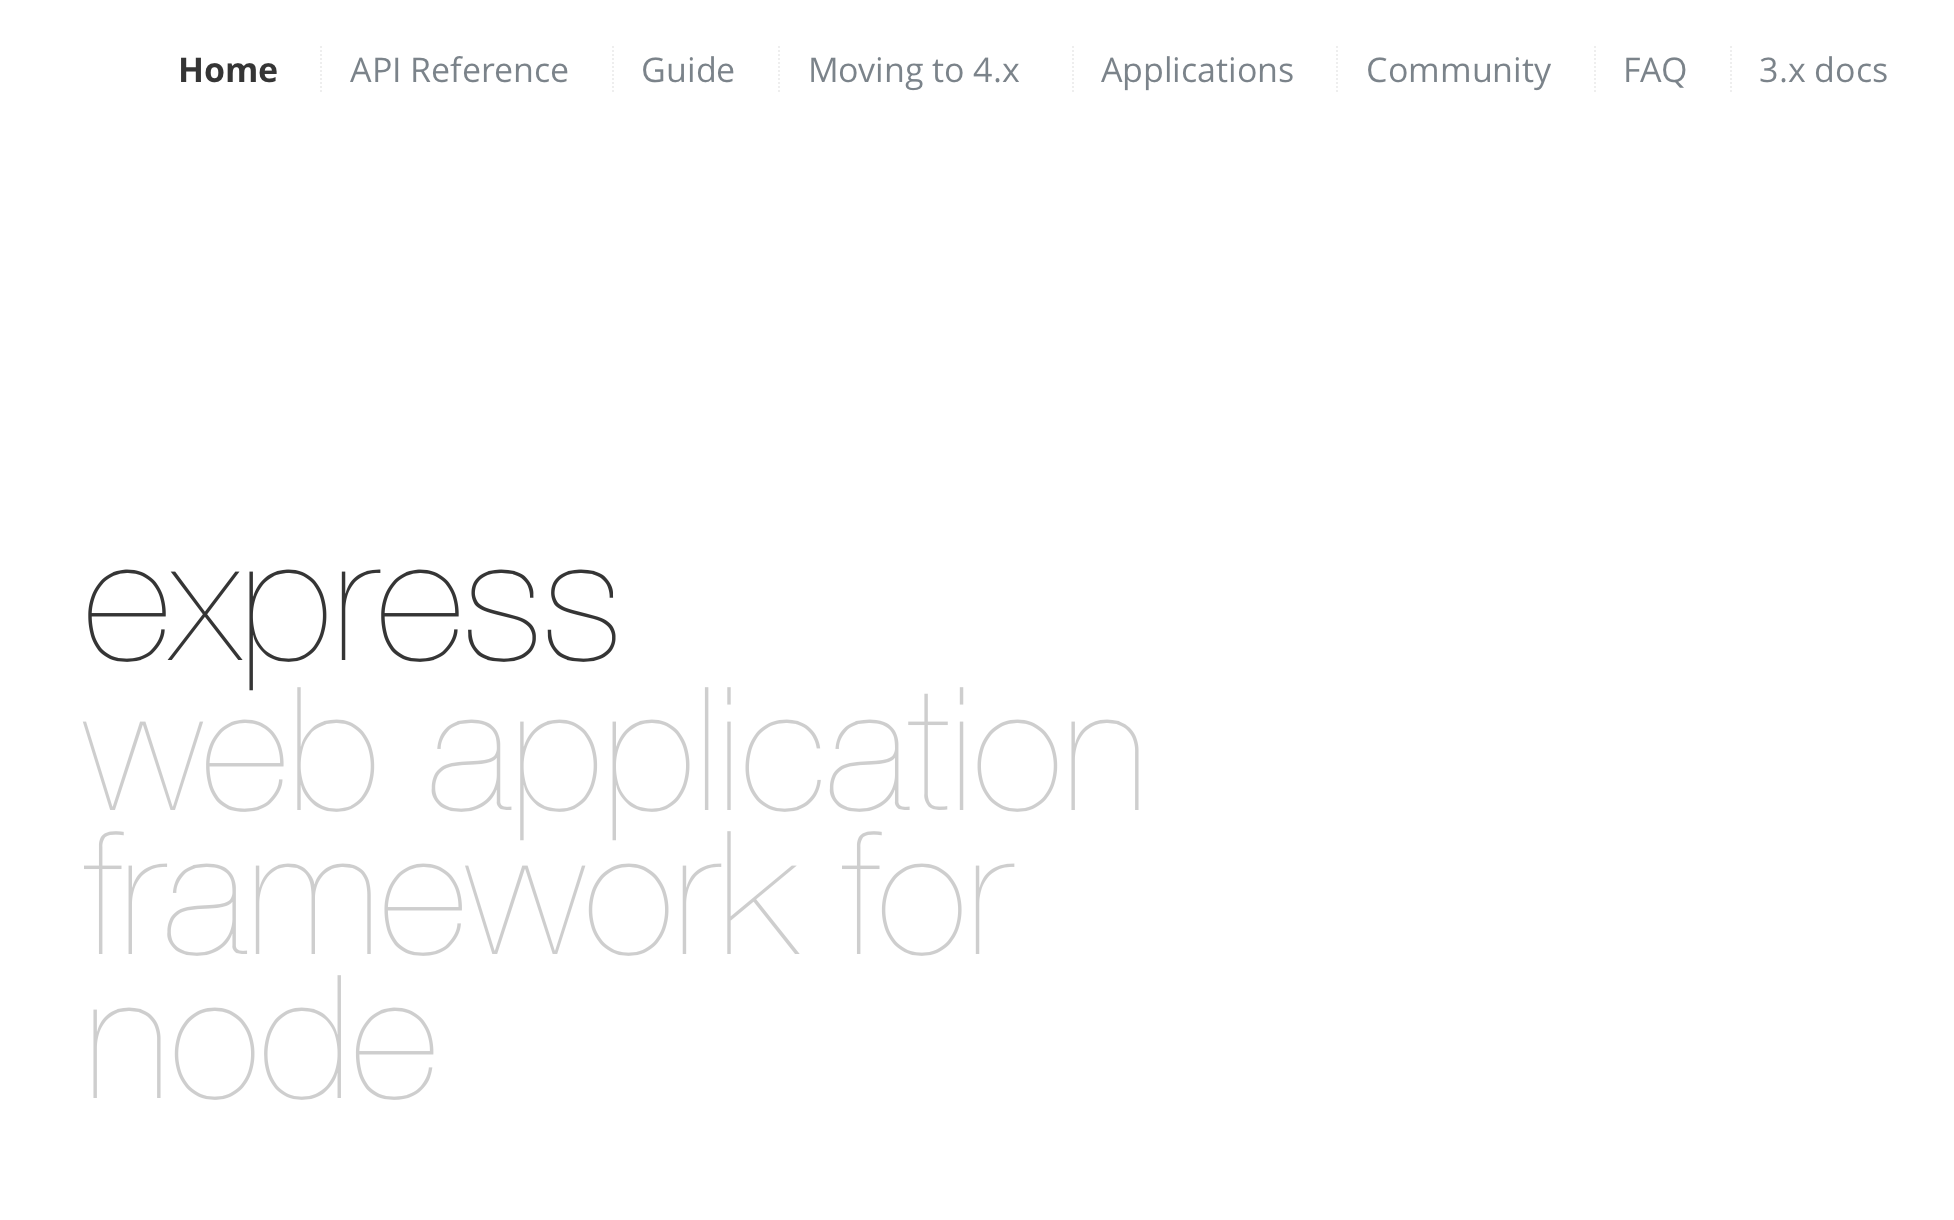 Home API Reference Guide Moving to 4.x Applications Community FAQ 3.x docs
express
web application
framework for
node